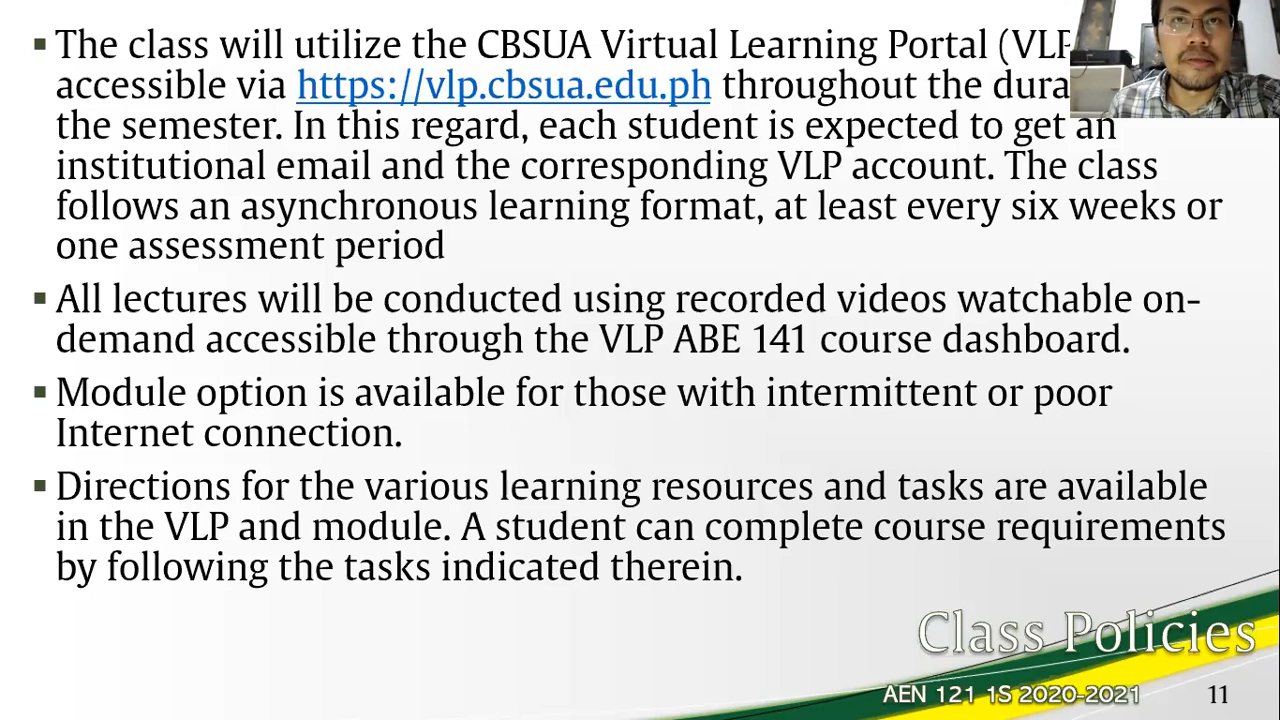 The class will utilize the CBSUA Virtual Learning Portal (VLP
accessible via https://vlp.cbsua.edu.ph throughout the dura
the semester. In this regard, each student is expected to get an
institutional email and the corresponding VLP account. The class
follows an asynchronous learning format, at least every six weeks or
one assessment period
All lectures will be conducted using recorded videos watchable on-
demand accessible through the VLP ABE 141 course dashboard.
Module option is available for those with intermittent or poor
Internet connection.
Directions for the various learning resources and tasks are available
in the VLP and module. A student can complete course requirements
by following the tasks indicated therein.
Class Policies
AEN 121 1S 2020-2021 11